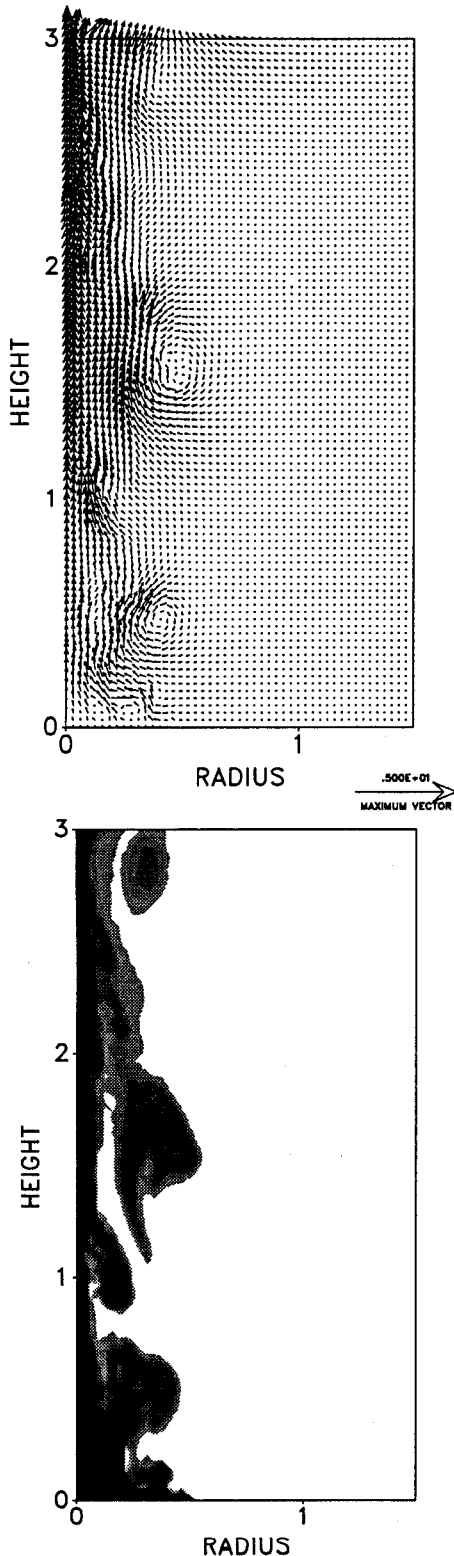 3
2
HEIGHT
1
0
0 1
RADIUS
.500E+01
MAXIMUM VECTOR
3
2
HEIGHT
1
0
0 1
RADIUS